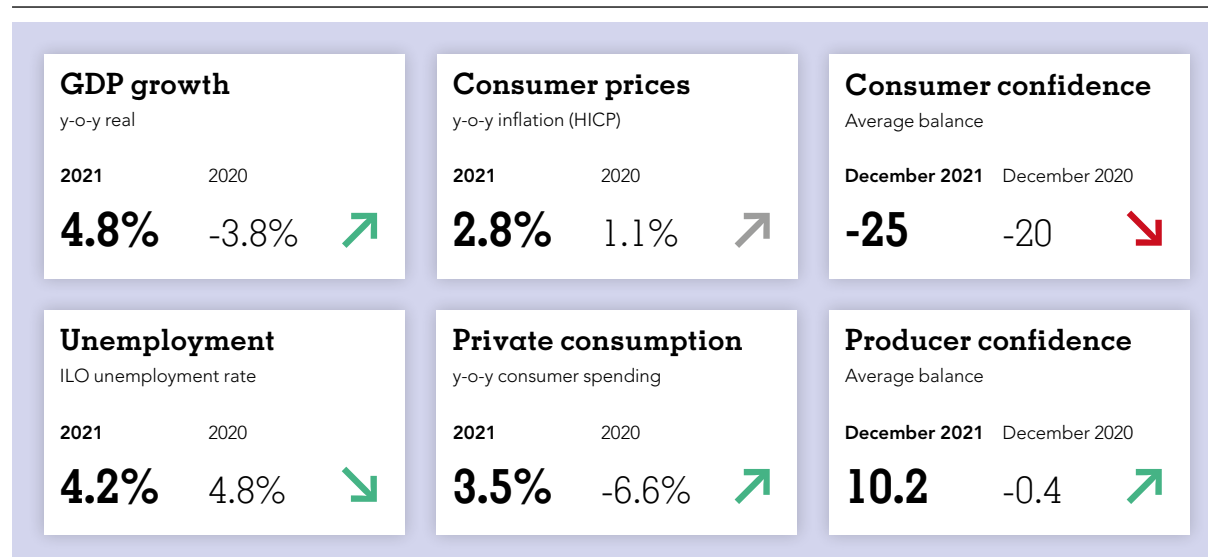 GDP growth
y-o-y real
2021 2020
4.8% -3.8%
Consumer prices
y-o-y inflation (HICP)
2021 2020
2.8% 1.1%
Consumer confidence
Average balance
December 2021 December 2020
-25 -20
Unemployment
ILO unemployment rate
2021 2020
4.2% 4.8%
Private consumption
y-o-y consumer spending
2021 2020
3.5% -6.6%
Producer confidence
Average balance
December 2021 December 2020
10.2 -0.4